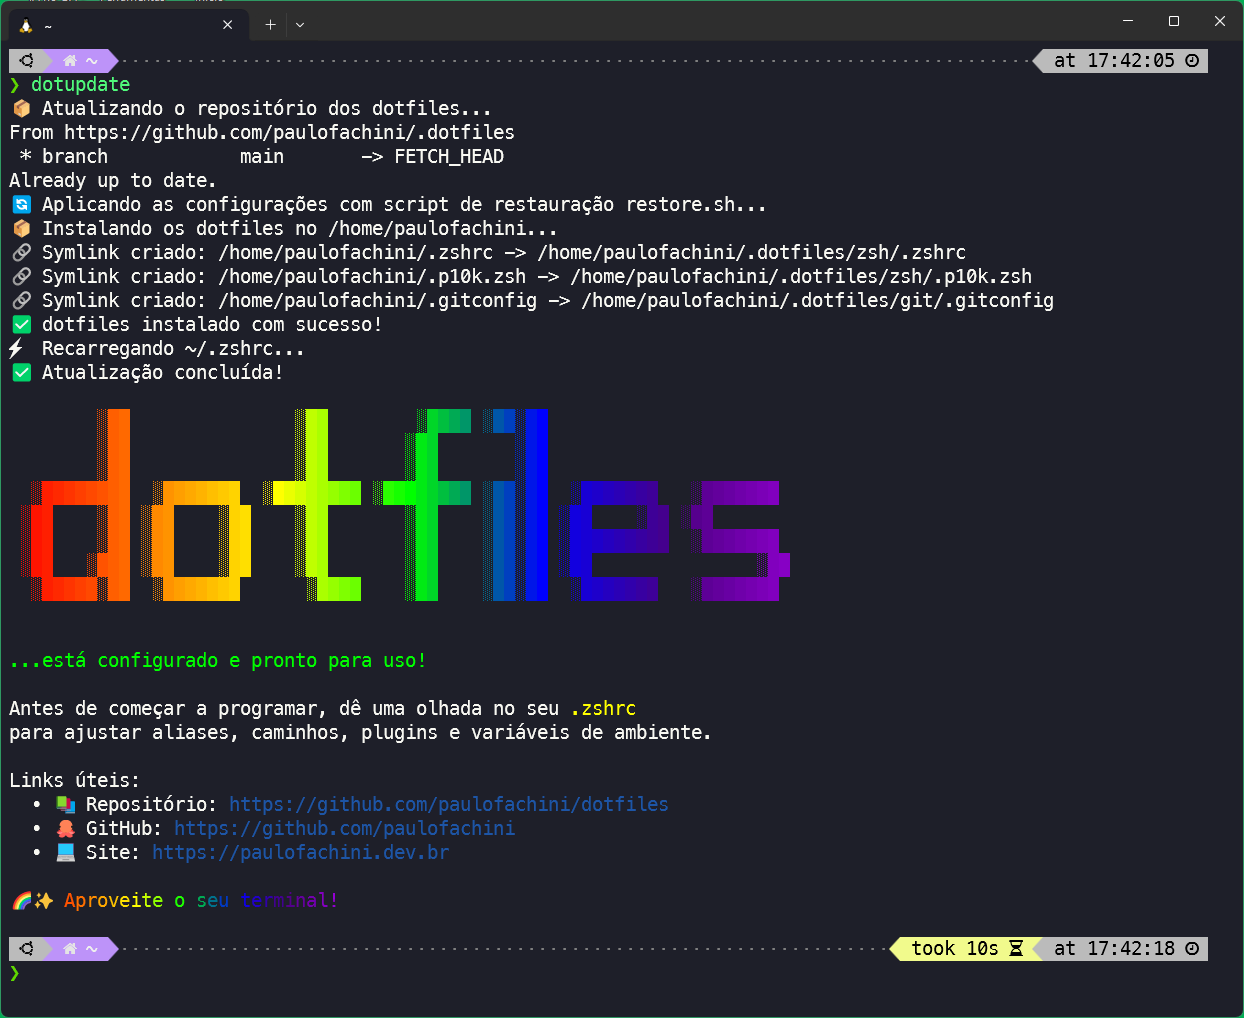 ~
~ at 17:42:05
❯ dotupdate
📦 Atualizando o repositório dos dotfiles...
From https://github.com/paulofachini/.dotfiles
 * branch            main       -> FETCH_HEAD
Already up to date.
🔄 Aplicando as configurações com script de restauração restore.sh...
📦 Instalando os dotfiles no /home/paulofachini...
🔗 Symlink criado: /home/paulofachini/.zshrc -> /home/paulofachini/.dotfiles/zsh/.zshrc
🔗 Symlink criado: /home/paulofachini/.p10k.zsh -> /home/paulofachini/.dotfiles/zsh/.p10k.zsh
🔗 Symlink criado: /home/paulofachini/.gitconfig -> /home/paulofachini/.dotfiles/git/.gitconfig
✅ dotfiles instalado com sucesso!
⚡ Recarregando ~/.zshrc...
✅ Atualização concluída!
dotfiles
...está configurado e pronto para uso!
Antes de começar a programar, dê uma olhada no seu .zshrc
para ajustar aliases, caminhos, plugins e variáveis de ambiente.
Links úteis:
• 📚 Repositório: https://github.com/paulofachini/dotfiles
• 🐙 GitHub: https://github.com/paulofachini
• 💻 Site: https://paulofachini.dev.br
🌈✨ Aproveite o seu terminal!
~ took 10s at 17:42:18
❯